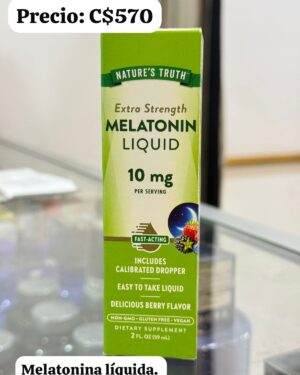 Precio: C$570
NATURE'S TRUTH
Extra Strength
MELATONIN
LIQUID
10 mg
PER SERVING
FAST-ACTING
INCLUDES
CALIBRATED DROPPER
EASY TO TAKE LIQUID
DELICIOUS BERRY FLAVOR
NON-GMO • GLUTEN FREE • VEGAN
DIETARY SUPPLEMENT
2 FL. OZ (59 mL)
Melatonina líquida.